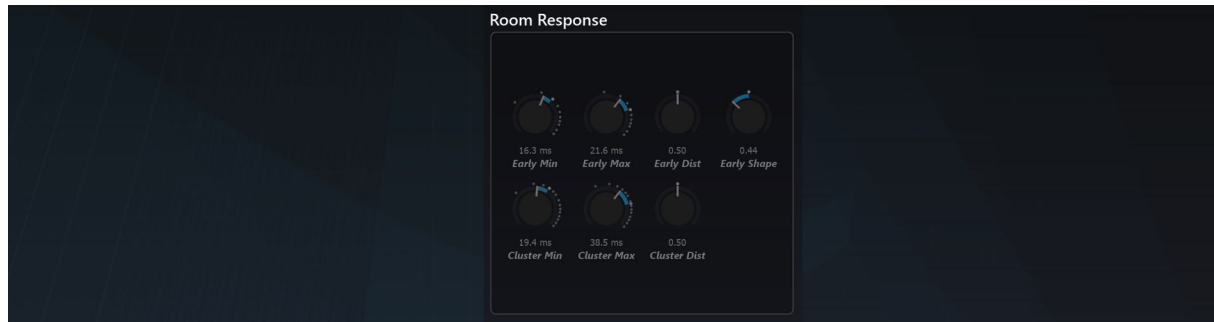 Room Response
16.3 ms 21.6 ms 0.50 0.44
Early Min Early Max Early Dist Early Shape
19.4 ms 38.5 ms 0.50
Cluster Min Cluster Max Cluster Dist